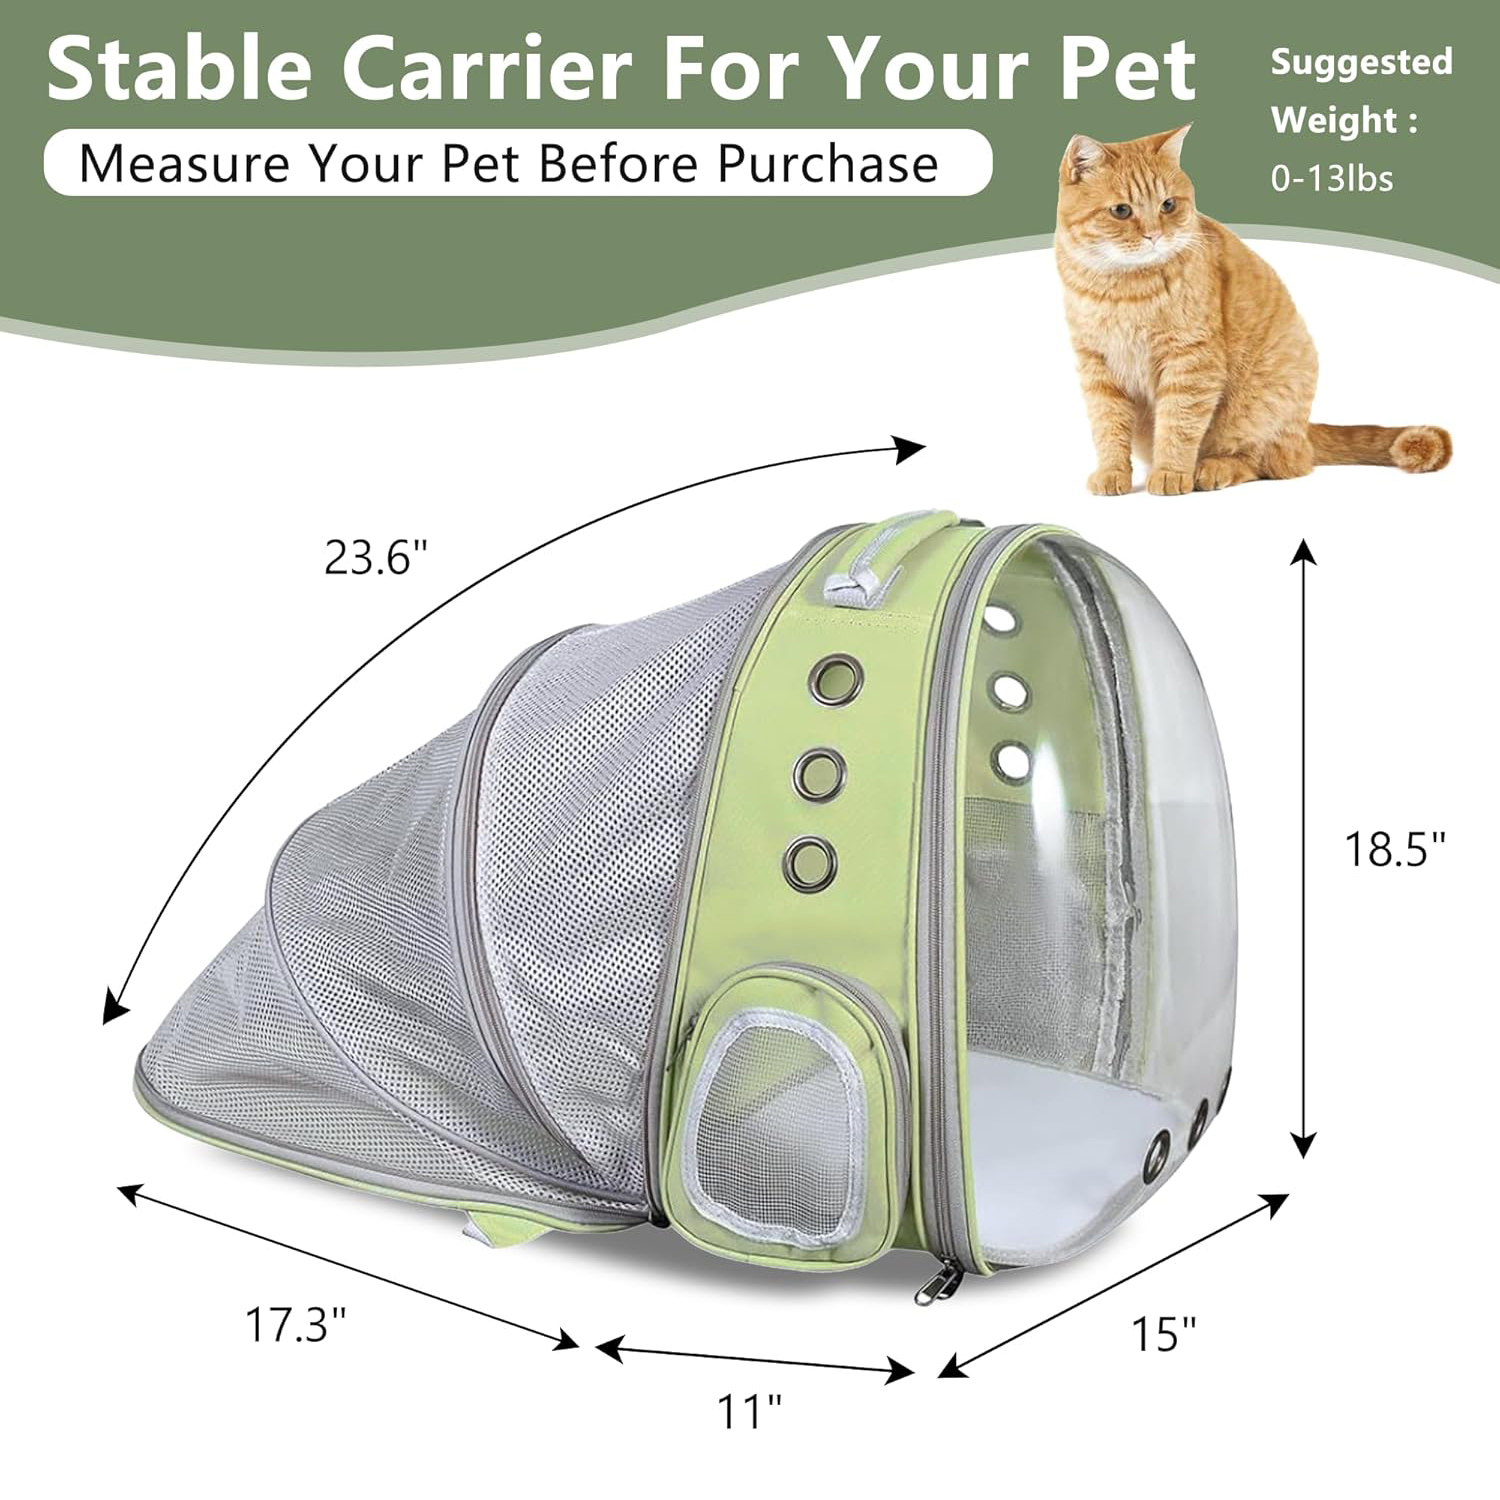 Stable Carrier For Your Pet
Measure Your Pet Before Purchase
Suggested
Weight :
0-13lbs
23.6"
18.5"
17.3"
11"
15"